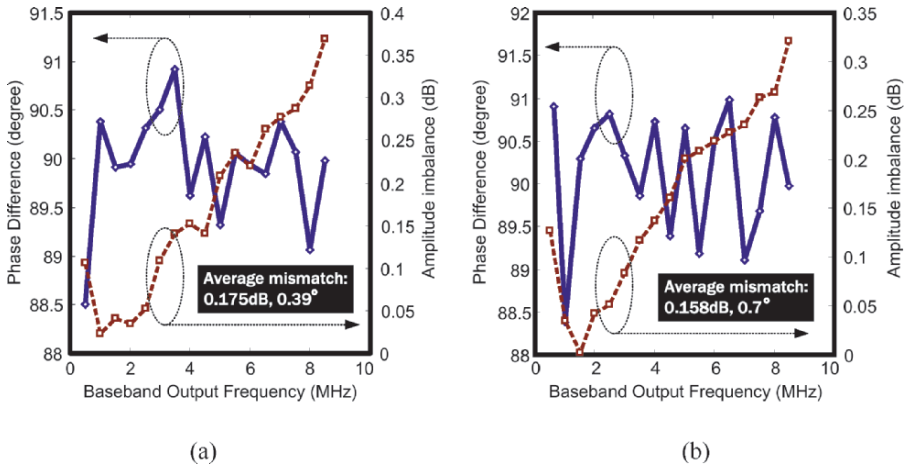 91.5
91
90.5
90
89.5
89
88.5
88
Phase Difference (degree)
0.4
0.35
0.3
0.25
0.2
0.15
0.1
0.05
0
Amplitude imbalance (dB)
Average mismatch:
0.175dB, 0.39°
0 2 4 6 8 10
Baseband Output Frequency (MHz)
(a)
92
91.5
91
90.5
90
89.5
89
88.5
88
Phase Difference (degree)
0.35
0.3
0.25
0.2
0.15
0.1
0.05
0
Amplitude imbalance (dB)
Average mismatch:
0.158dB, 0.7°
0 2 4 6 8 10
Baseband Output Frequency (MHz)
(b)